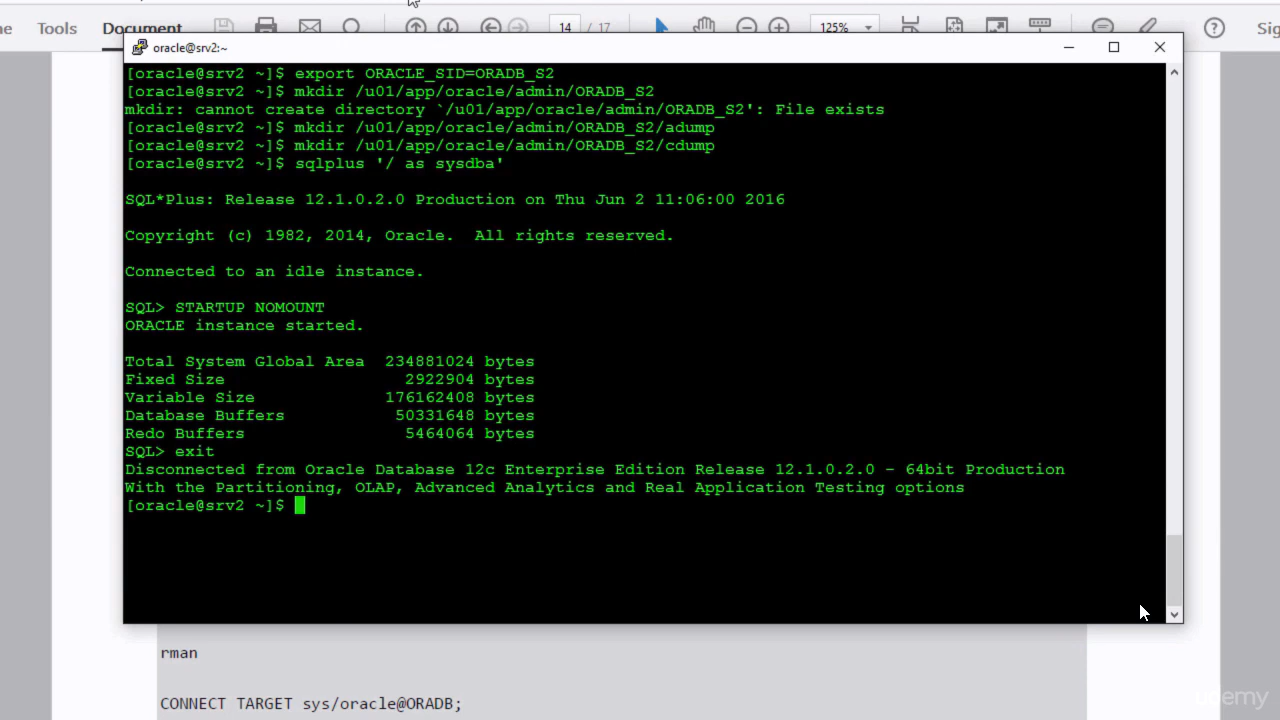 e Tools Document 14 / 17 125% Sig
oracle@srv2:~
[oracle@srv2 ~]$ export ORACLE_SID=ORADB_S2
[oracle@srv2 ~]$ mkdir /u01/app/oracle/admin/ORADB_S2
mkdir: cannot create directory `/u01/app/oracle/admin/ORADB_S2': File exists
[oracle@srv2 ~]$ mkdir /u01/app/oracle/admin/ORADB_S2/adump
[oracle@srv2 ~]$ mkdir /u01/app/oracle/admin/ORADB_S2/cdump
[oracle@srv2 ~]$ sqlplus '/ as sysdba'
SQL*Plus: Release 12.1.0.2.0 Production on Thu Jun 2 11:06:00 2016
Copyright (c) 1982, 2014, Oracle.  All rights reserved.
Connected to an idle instance.
SQL> STARTUP NOMOUNT
ORACLE instance started.
Total System Global Area  234881024 bytes
Fixed Size                  2922904 bytes
Variable Size             176162408 bytes
Database Buffers           50331648 bytes
Redo Buffers                5464064 bytes
SQL> exit
Disconnected from Oracle Database 12c Enterprise Edition Release 12.1.0.2.0 - 64bit Production
With the Partitioning, OLAP, Advanced Analytics and Real Application Testing options
[oracle@srv2 ~]$
rman
CONNECT TARGET sys/oracle@ORADB;
udemy